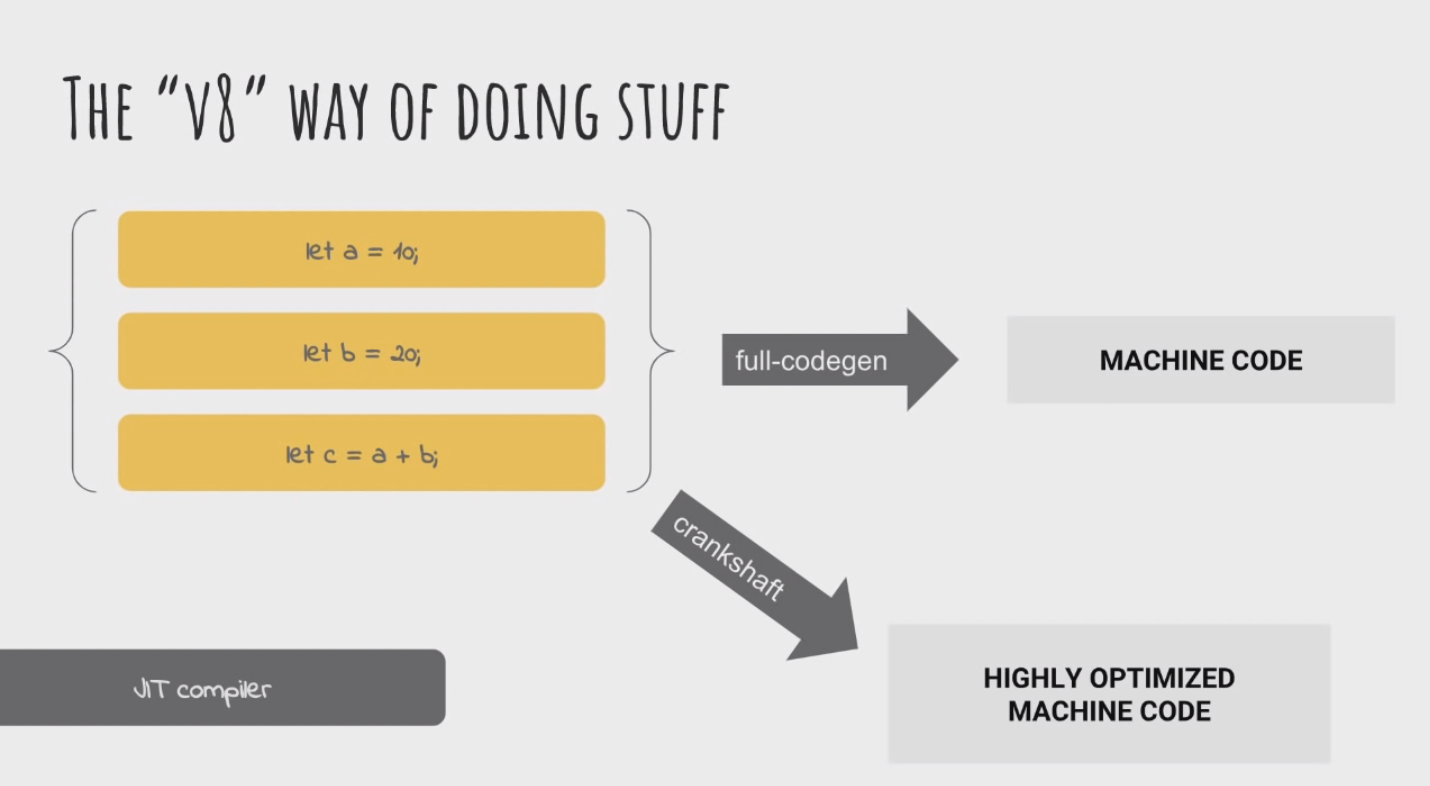 The “v8” way of doing stuff
let a = 10;
let b = 20;
let c = a + b;
full-codegen
MACHINE CODE
crankshaft
JIT compiler
HIGHLY OPTIMIZED
MACHINE CODE